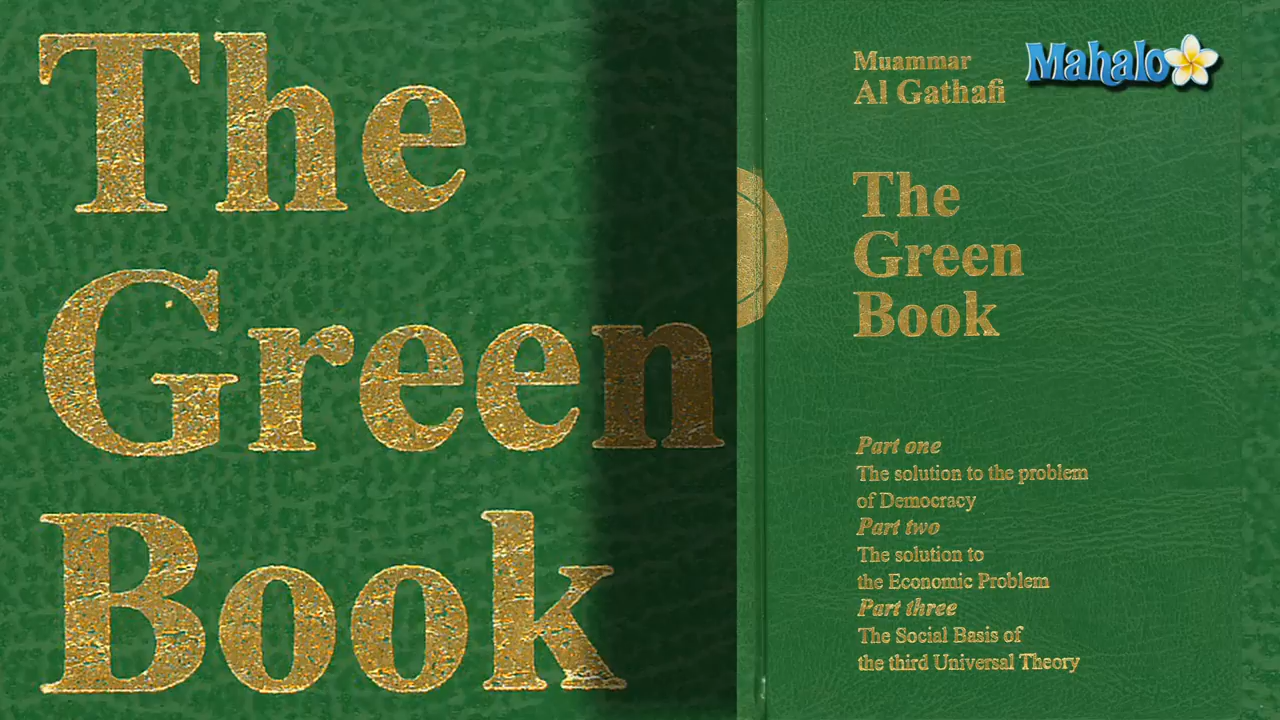 The
Green
Book
Muammar
Al Gathafi
Mahalo
The
Green
Book
Part one
The solution to the problem
of Democracy
Part two
The solution to
the Economic Problem
Part three
The Social Basis of
the third Universal Theory